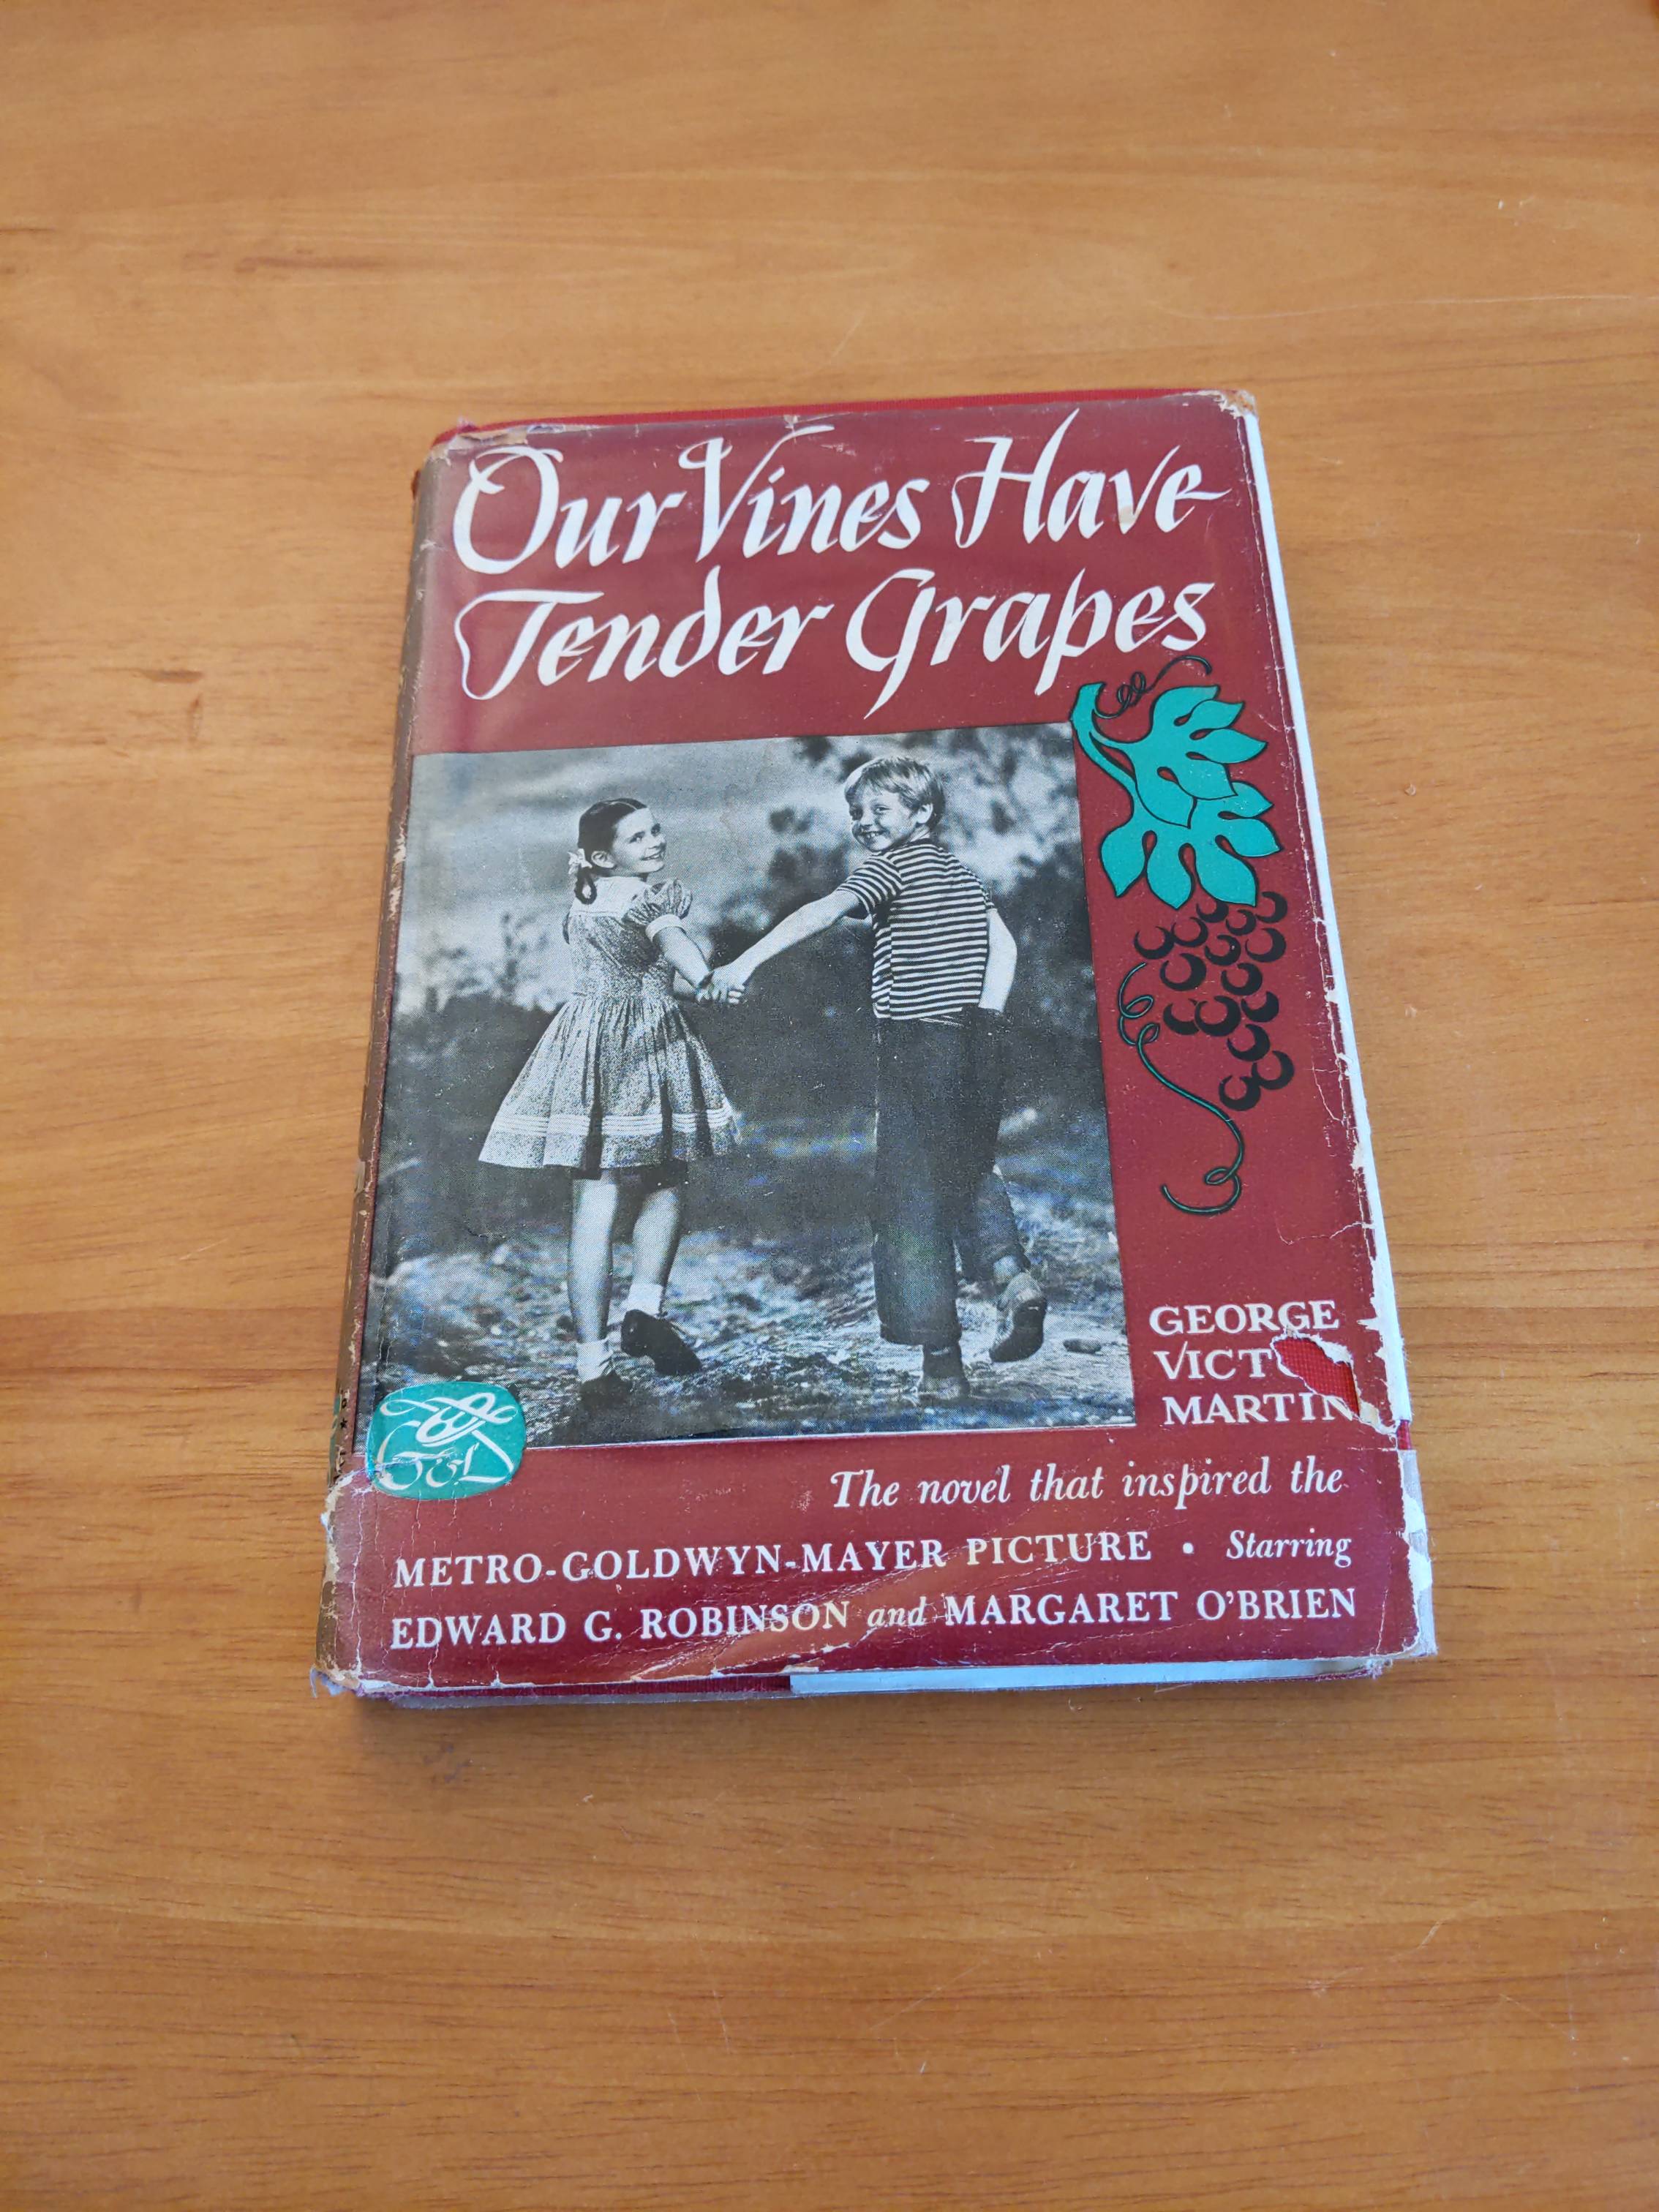 Our Vines Have
Tender Grapes
GEORGE
VICT
MARTIN
G&D
The novel that inspired the
METRO-GOLDWYN-MAYER PICTURE • Starring
EDWARD G. ROBINSON and MARGARET O'BRIEN